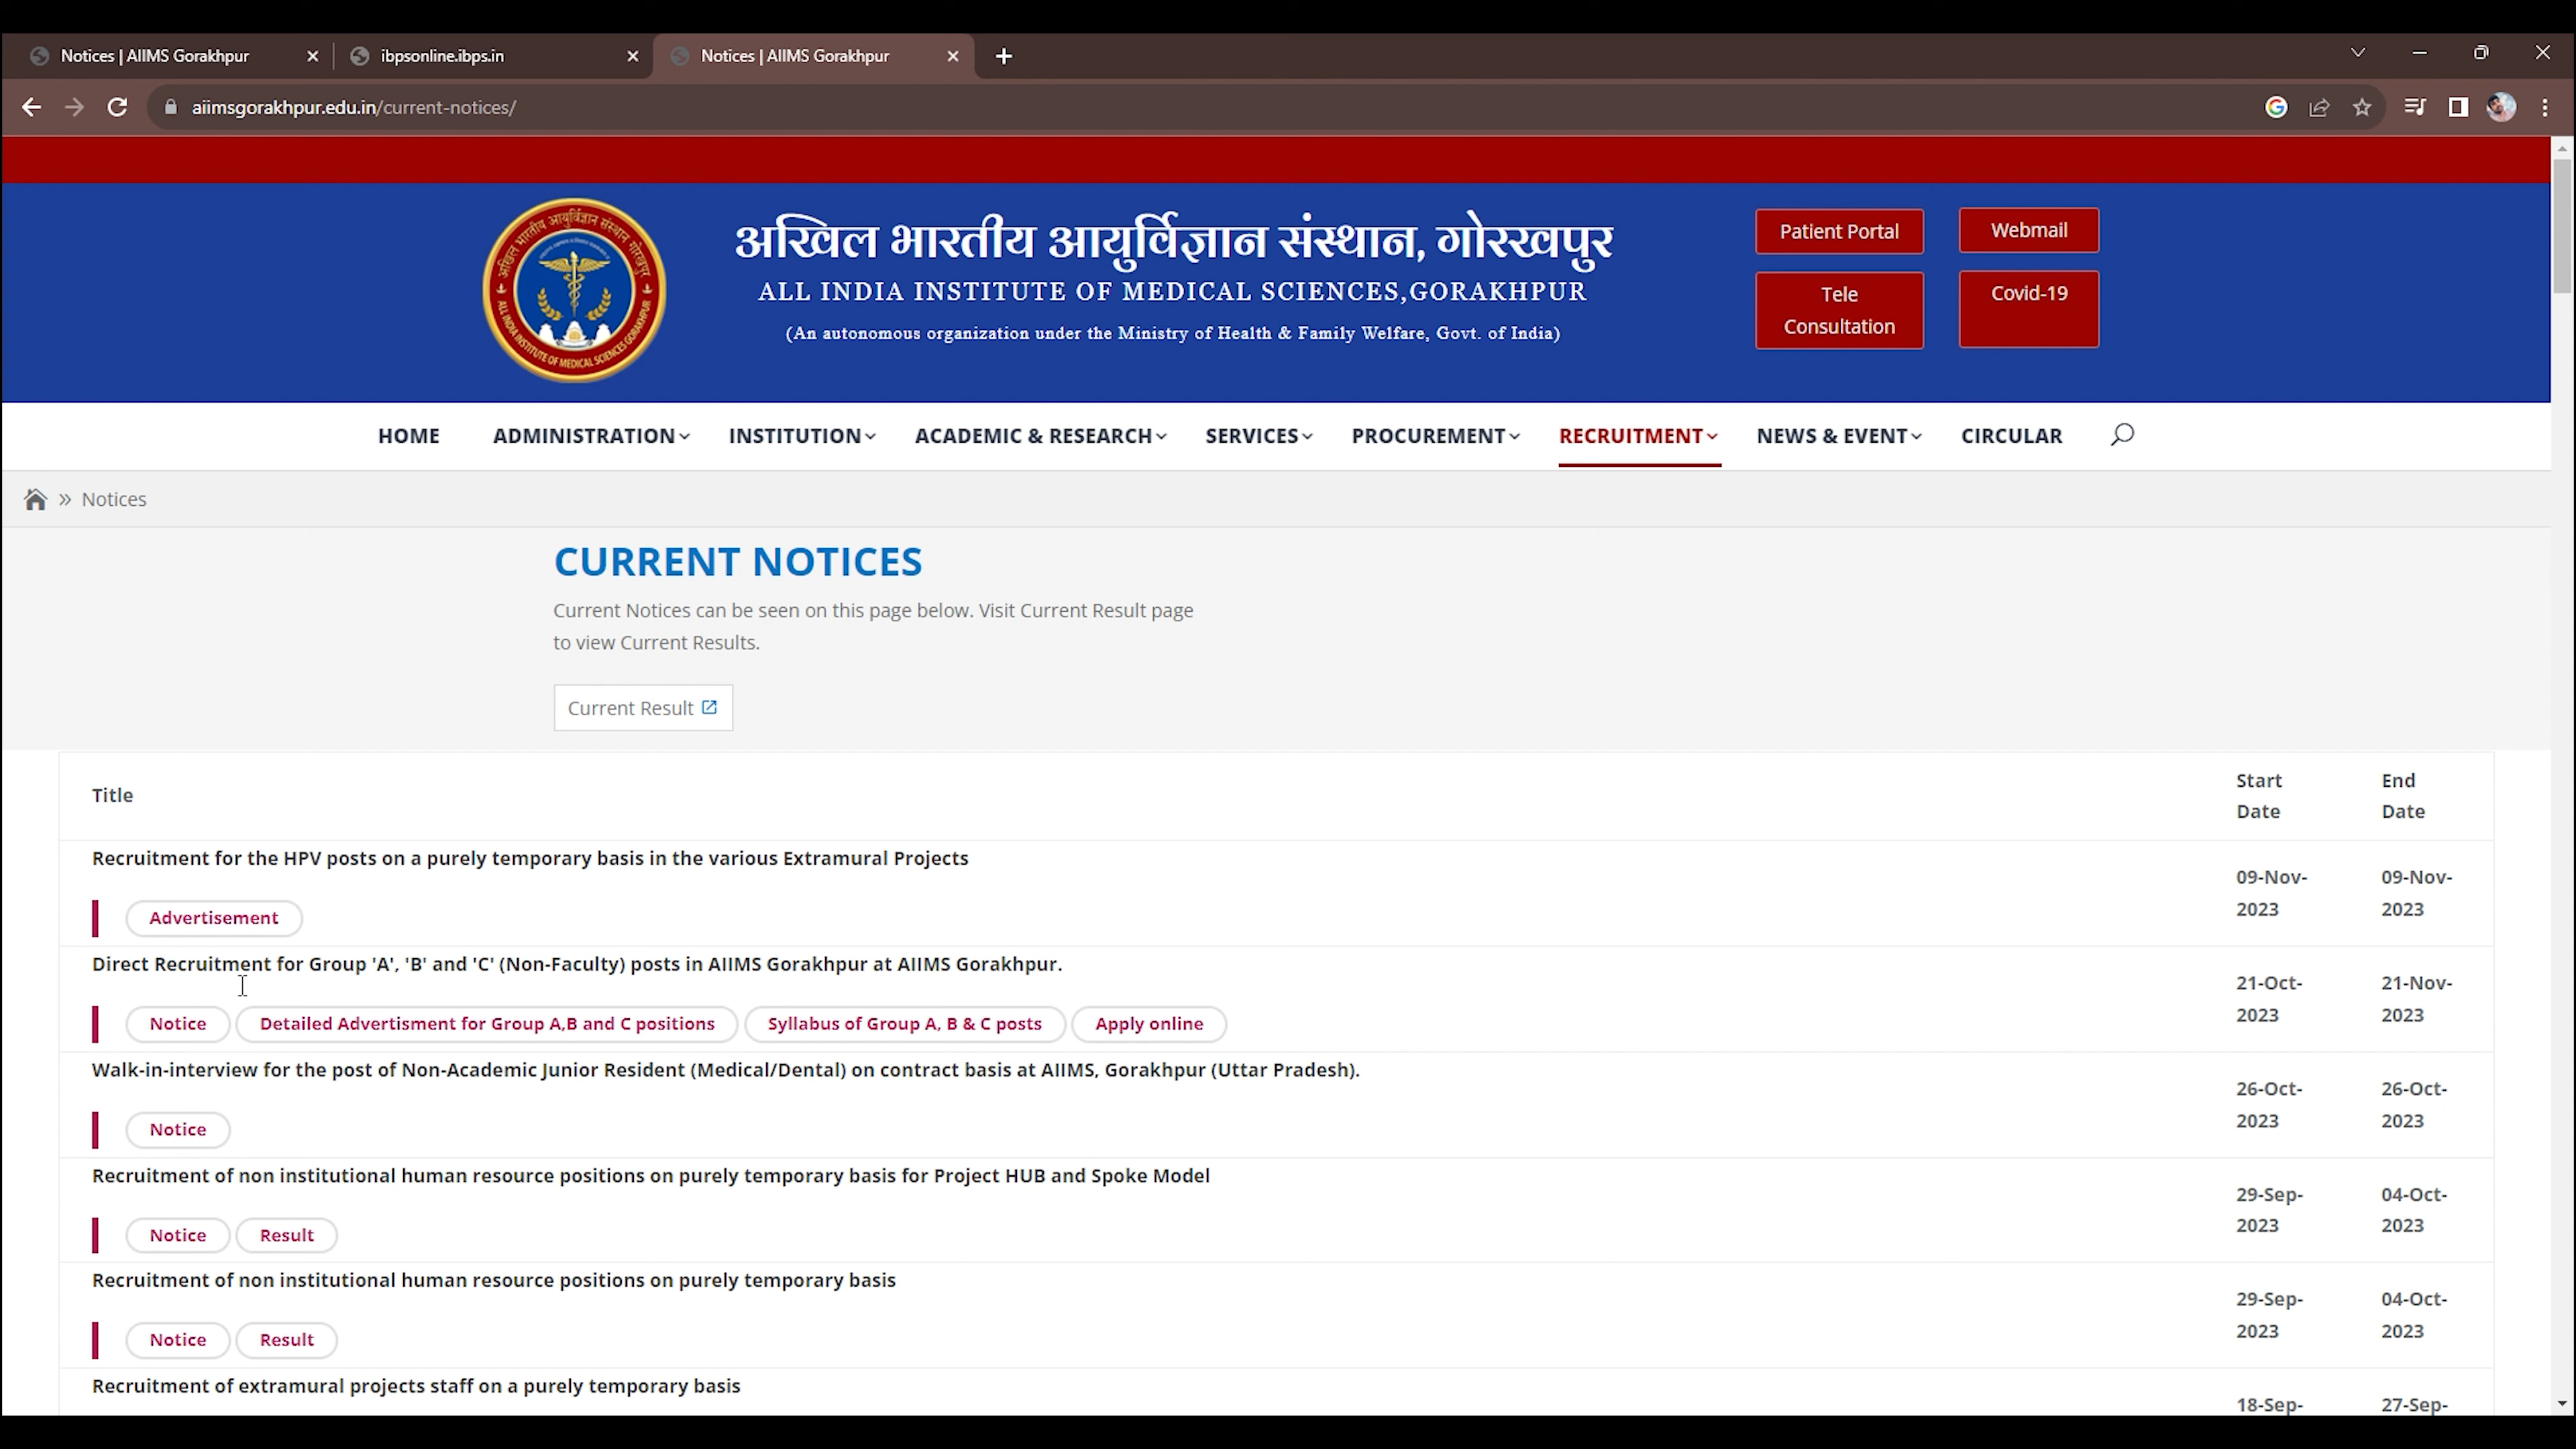 Notices | AIIMS Gorakhpur
ibpsonline.ibps.in
Notices | AIIMS Gorakhpur
aiimsgorakhpur.edu.in/current-notices/
अखिल भारतीय आयुर्विज्ञान संस्थान गोरखपुर
ALL INDIA INSTITUTE OF MEDICAL SCIENCES GORAKHPUR
अखिल भारतीय आयुर्विज्ञान संस्थान, गोरखपुर
ALL INDIA INSTITUTE OF MEDICAL SCIENCES,GORAKHPUR
(An autonomous organization under the Ministry of Health & Family Welfare, Govt. of India)
Patient Portal
Webmail
Tele
Consultation
Covid-19
HOME ADMINISTRATION INSTITUTION ACADEMIC & RESEARCH SERVICES PROCUREMENT RECRUITMENT NEWS & EVENT CIRCULAR
» Notices
CURRENT NOTICES
Current Notices can be seen on this page below. Visit Current Result page
to view Current Results.
Current Result
Title
Start
Date
End
Date
Recruitment for the HPV posts on a purely temporary basis in the various Extramural Projects
Advertisement
09-Nov-
2023
09-Nov-
2023
Direct Recruitment for Group 'A', 'B' and 'C' (Non-Faculty) posts in AIIMS Gorakhpur at AIIMS Gorakhpur.
Notice Detailed Advertisment for Group A,B and C positions Syllabus of Group A, B & C posts Apply online
21-Oct-
2023
21-Nov-
2023
Walk-in-interview for the post of Non-Academic Junior Resident (Medical/Dental) on contract basis at AIIMS, Gorakhpur (Uttar Pradesh).
Notice
26-Oct-
2023
26-Oct-
2023
Recruitment of non institutional human resource positions on purely temporary basis for Project HUB and Spoke Model
Notice Result
29-Sep-
2023
04-Oct-
2023
Recruitment of non institutional human resource positions on purely temporary basis
Notice Result
29-Sep-
2023
04-Oct-
2023
Recruitment of extramural projects staff on a purely temporary basis
18-Sep-
27-Sep-